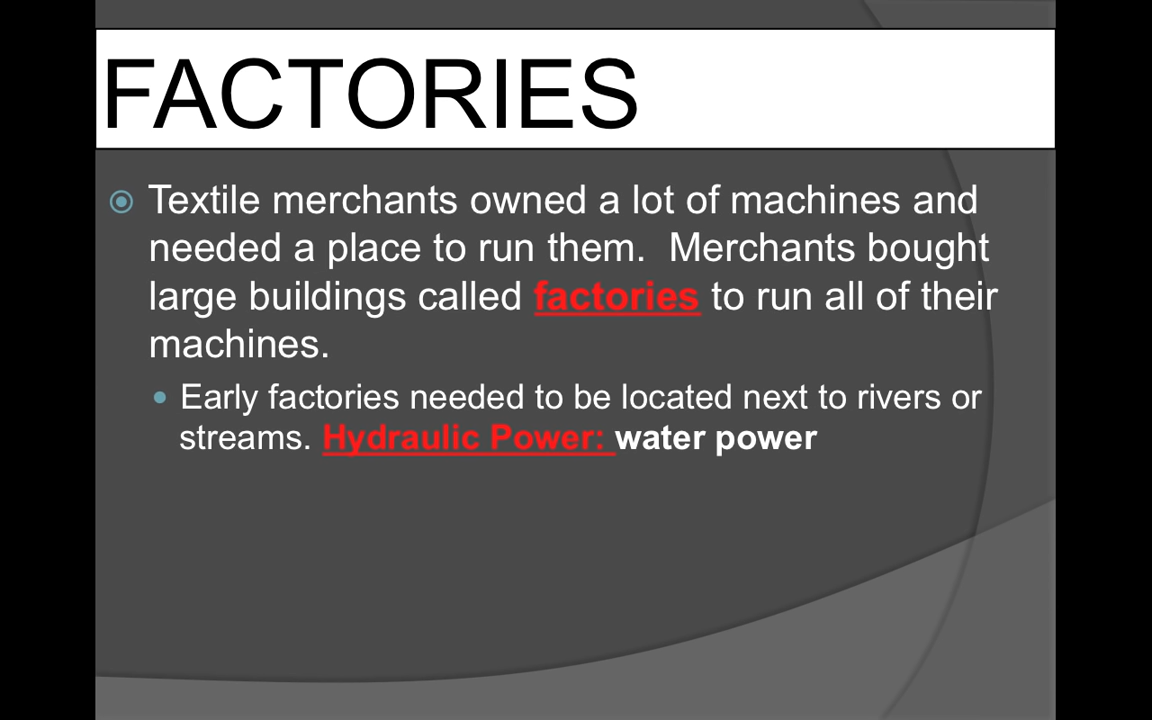 FACTORIES
Textile merchants owned a lot of machines and
needed a place to run them.  Merchants bought
large buildings called factories to run all of their
machines.
Early factories needed to be located next to rivers or
streams. Hydraulic Power: water power